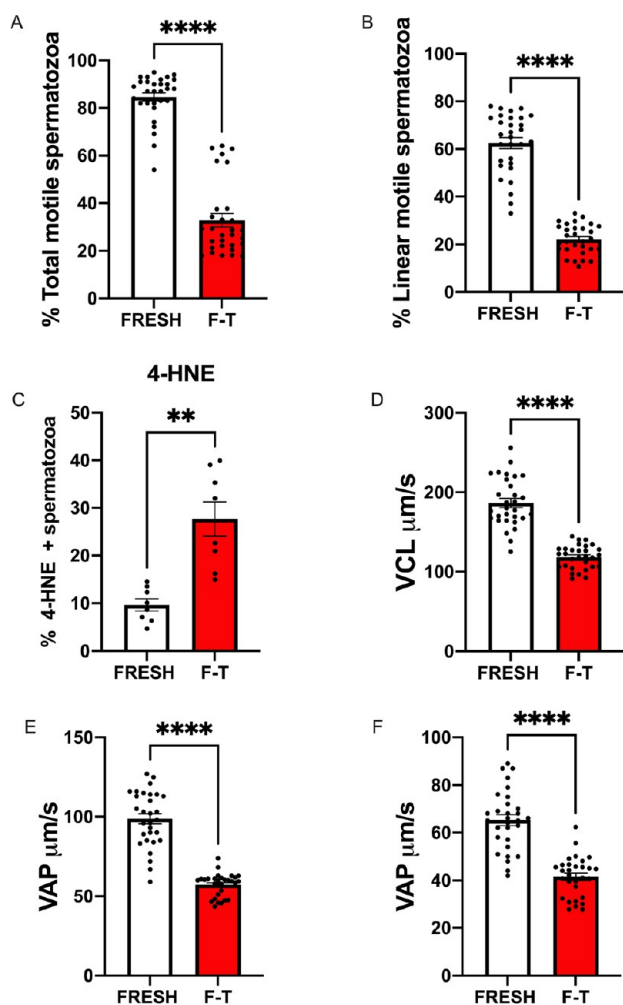 A
% Total motile spermatozoa
100
80
60
40
20
0
****
FRESH F-T
B
% Linear motile spermatozoa
100
80
60
40
20
0
****
FRESH F-T
C
4-HNE
% 4-HNE + spermatozoa
50
40
30
20
10
0
**
FRESH F-T
D
VCL μm/s
300
200
100
0
****
FRESH F-T
E
VAP μm/s
150
100
50
0
****
FRESH F-T
F
VAP μm/s
100
80
60
40
20
0
****
FRESH F-T